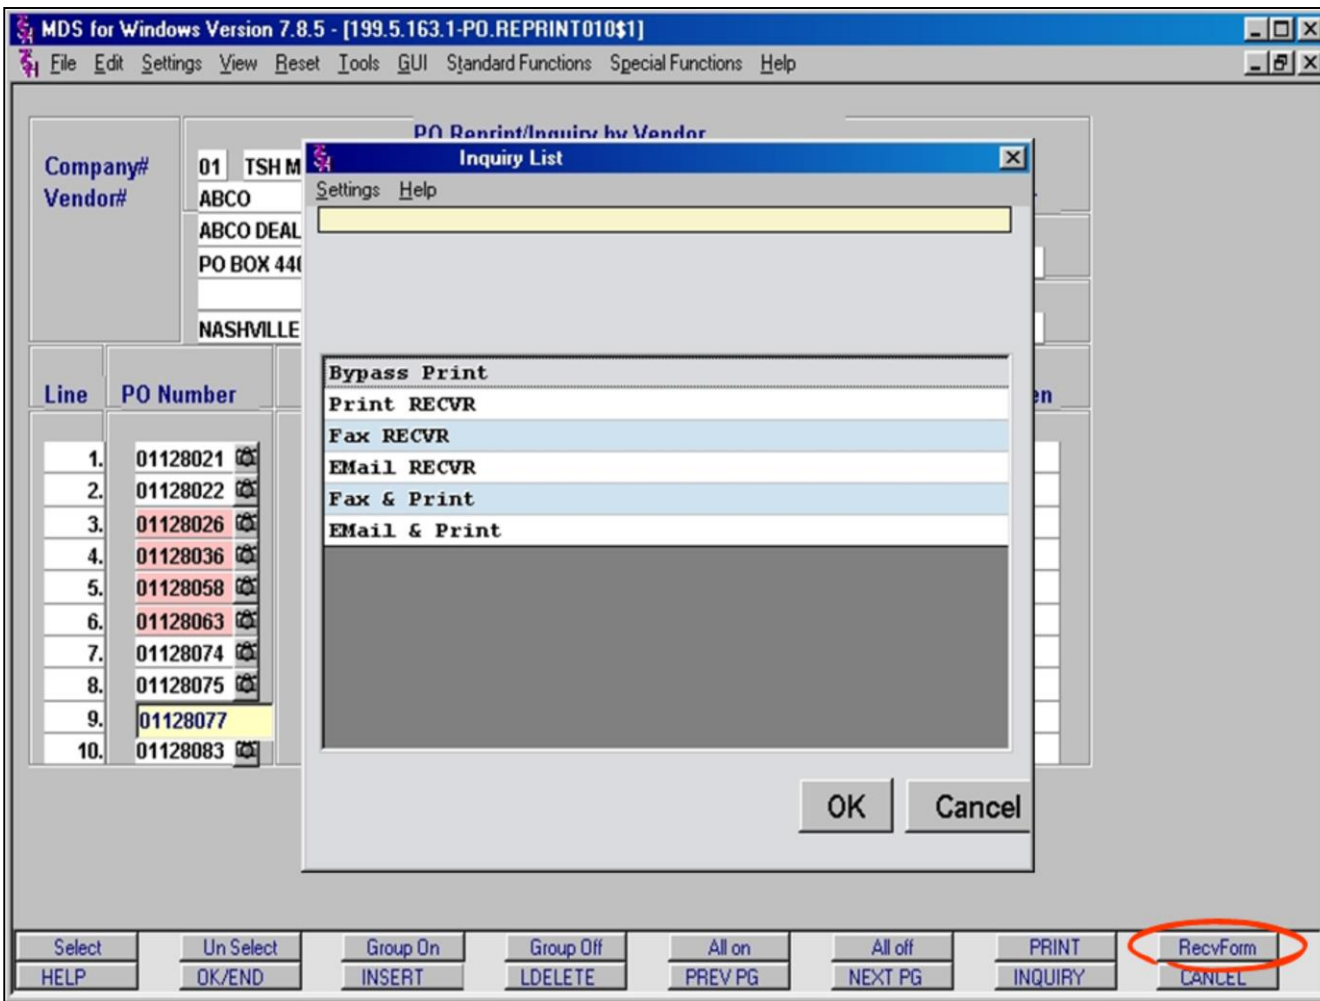 MDS for Windows Version 7.8.5 - [199.5.163.1-PO.REPRINT010$1]
File Edit Settings View Reset Tools GUI Standard Functions Special Functions Help
PO Reprint/Inquiry by Vendor
Company# 01 TSH M
Vendor# ABCO
ABCO DEAL
PO BOX 440
NASHVILLE
Inquiry List
Settings Help
Bypass Print
Print RECVR
Fax RECVR
EMail RECVR
Fax & Print
EMail & Print
OK Cancel
Line PO Number en
1. 01128021
2. 01128022
3. 01128026
4. 01128036
5. 01128058
6. 01128063
7. 01128074
8. 01128075
9. 01128077
10. 01128083
Select Un Select Group On Group Off All on All off PRINT RecvForm
HELP OK/END INSERT LDELETE PREV PG NEXT PG INQUIRY CANCEL